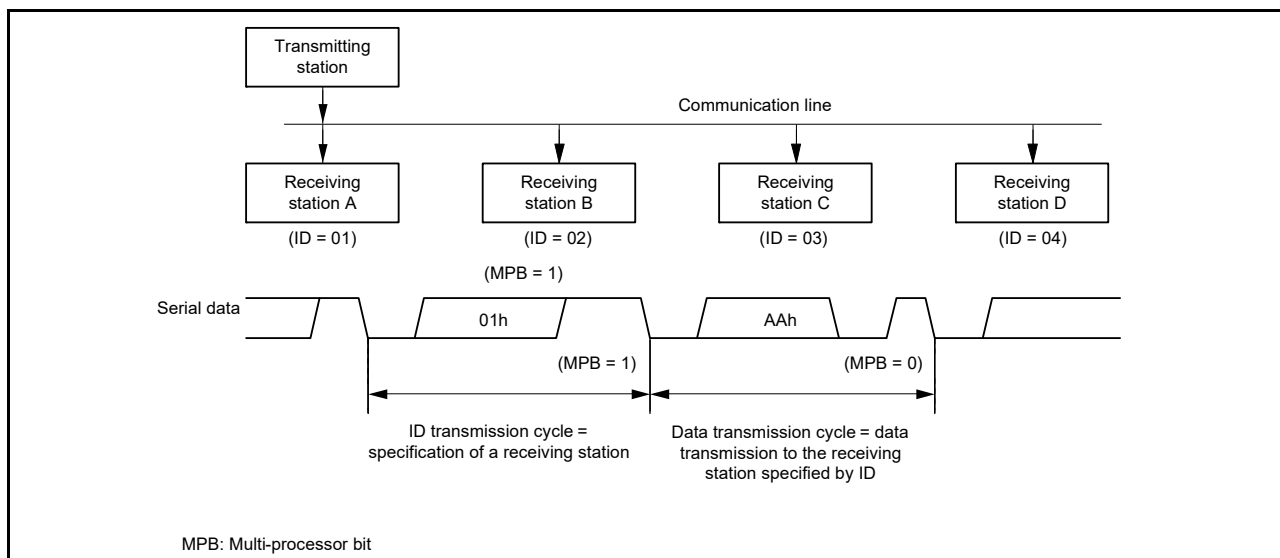 Transmitting
station
Communication line
Receiving
station A
Receiving
station B
Receiving
station C
Receiving
station D
(ID = 01)
(ID = 02)
(ID = 03)
(ID = 04)
(MPB = 1)
Serial data
01h
AAh
(MPB = 1)
(MPB = 0)
ID transmission cycle =
specification of a receiving station
Data transmission cycle = data
transmission to the receiving
station specified by ID
MPB: Multi-processor bit